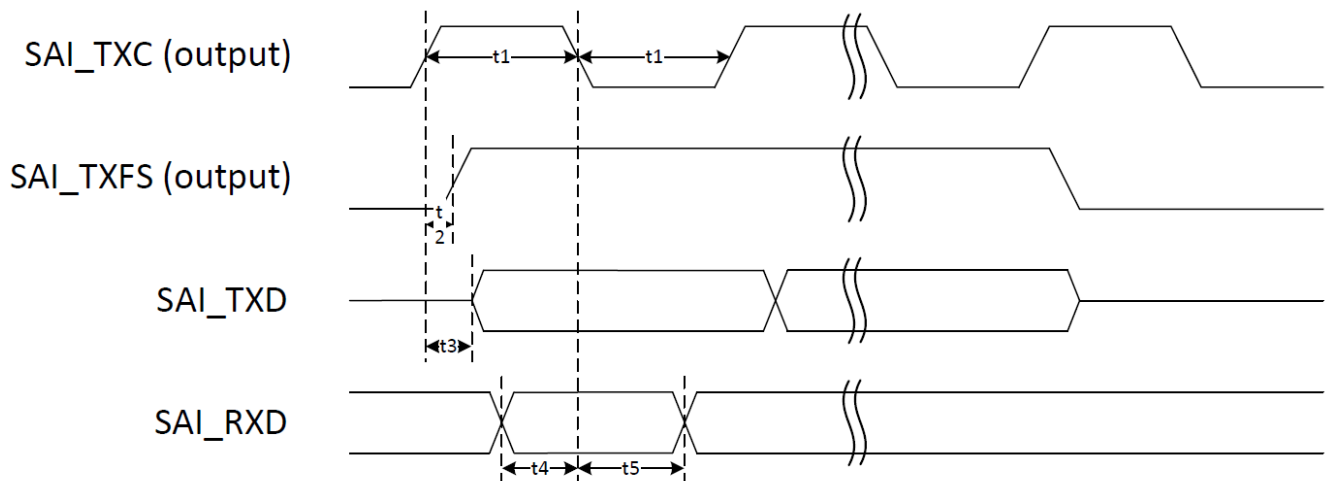 SAI_TXC (output)
t1
t1
SAI_TXFS (output)
t
2
SAI_TXD
t3
SAI_RXD
t4
t5